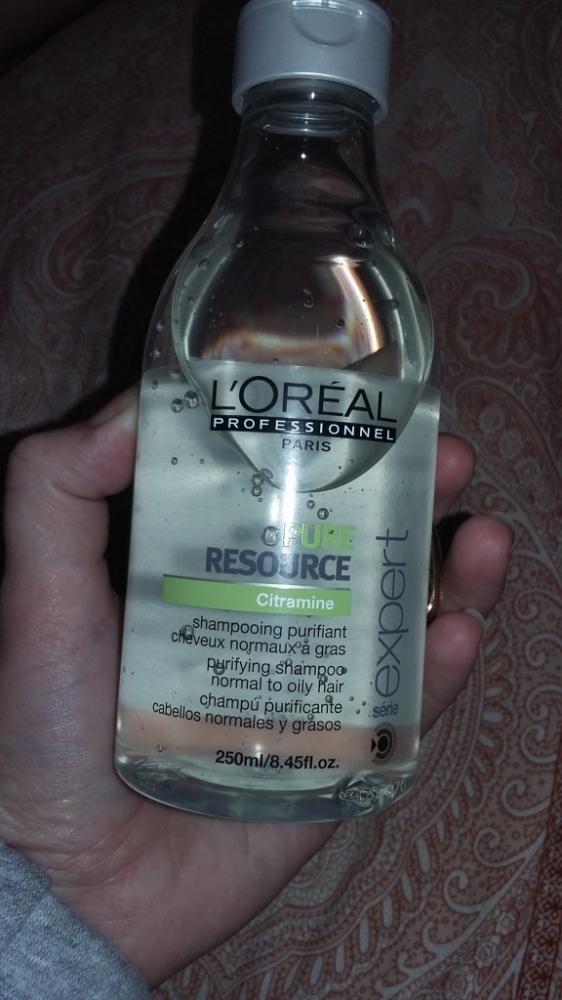 L'ORÉAL
PROFESSIONNEL
PARIS
PURE
RESOURCE
Citramine
shampooing purifiant
cheveux normaux à gras
purifying shampoo
normal to oily hair
champú purificante
cabellos normales y grasos
250ml/8.45fl.oz.
série expert